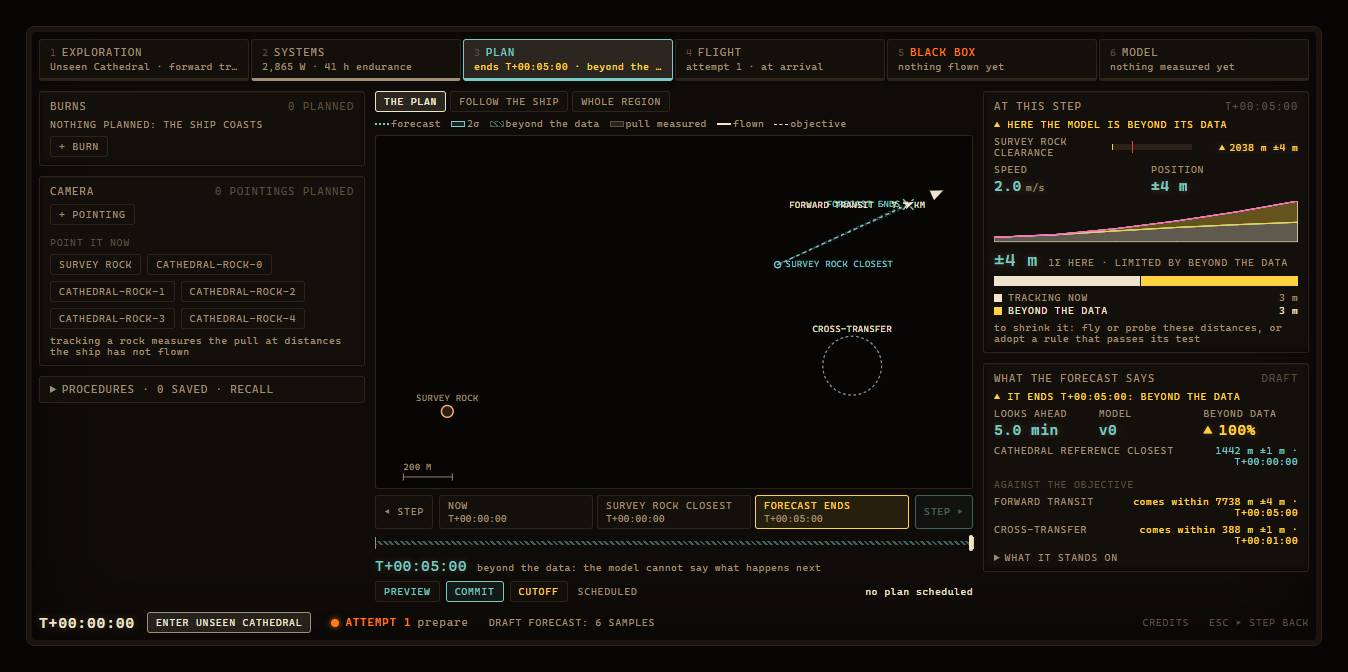 1 EXPLORATION
Unseen Cathedral · forward tr…
2 SYSTEMS
2,865 W · 41 h endurance
3 PLAN
ends T+00:05:00 · beyond the …
4 FLIGHT
attempt 1 · at arrival
5 BLACK BOX
nothing flown yet
6 MODEL
nothing measured yet
BURNS 0 PLANNED
NOTHING PLANNED: THE SHIP COASTS
+ BURN
CAMERA 0 POINTINGS PLANNED
+ POINTING
POINT IT NOW
SURVEY ROCK CATHEDRAL-ROCK-0
CATHEDRAL-ROCK-1 CATHEDRAL-ROCK-2
CATHEDRAL-ROCK-3 CATHEDRAL-ROCK-4
tracking a rock measures the pull at distances
the ship has not flown
▶ PROCEDURES · 0 SAVED · RECALL
THE PLAN FOLLOW THE SHIP WHOLE REGION
forecast 2σ beyond the data pull measured flown objective
FORWARD TRANSIT KM
FORECAST ENDS
SURVEY ROCK CLOSEST
CROSS-TRANSFER
SURVEY ROCK
200 M
◂ STEP
NOW
T+00:00:00
SURVEY ROCK CLOSEST
T+00:00:00
FORECAST ENDS
T+00:05:00
STEP ▸
T+00:05:00 beyond the data: the model cannot say what happens next
PREVIEW COMMIT CUTOFF SCHEDULED no plan scheduled
AT THIS STEP T+00:05:00
▲ HERE THE MODEL IS BEYOND ITS DATA
SURVEY ROCK
CLEARANCE
▲ 2038 m ±4 m
SPEED POSITION
2.0 m/s ±4 m
±4 m 1Σ HERE · LIMITED BY BEYOND THE DATA
TRACKING NOW 3 m
BEYOND THE DATA 3 m
to shrink it: fly or probe these distances, or
adopt a rule that passes its test
WHAT THE FORECAST SAYS DRAFT
▲ IT ENDS T+00:05:00: BEYOND THE DATA
LOOKS AHEAD MODEL BEYOND DATA
5.0 min v0 ▲ 100%
CATHEDRAL REFERENCE CLOSEST 1442 m ±1 m ·
T+00:00:00
AGAINST THE OBJECTIVE
FORWARD TRANSIT comes within 7738 m ±4 m ·
T+00:05:00
CROSS-TRANSFER comes within 388 m ±1 m ·
T+00:01:00
▶ WHAT IT STANDS ON
T+00:00:00 ENTER UNSEEN CATHEDRAL ATTEMPT 1 prepare DRAFT FORECAST: 6 SAMPLES CREDITS ESC ▸ STEP BACK